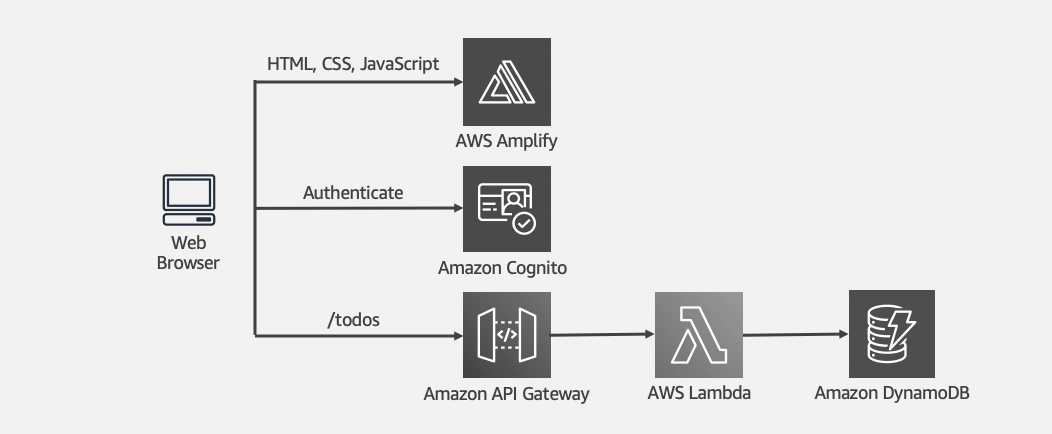 HTML, CSS, JavaScript
AWS Amplify
Authenticate
Web
Browser
Amazon Cognito
/todos
</>
Amazon API Gateway
AWS Lambda
Amazon DynamoDB